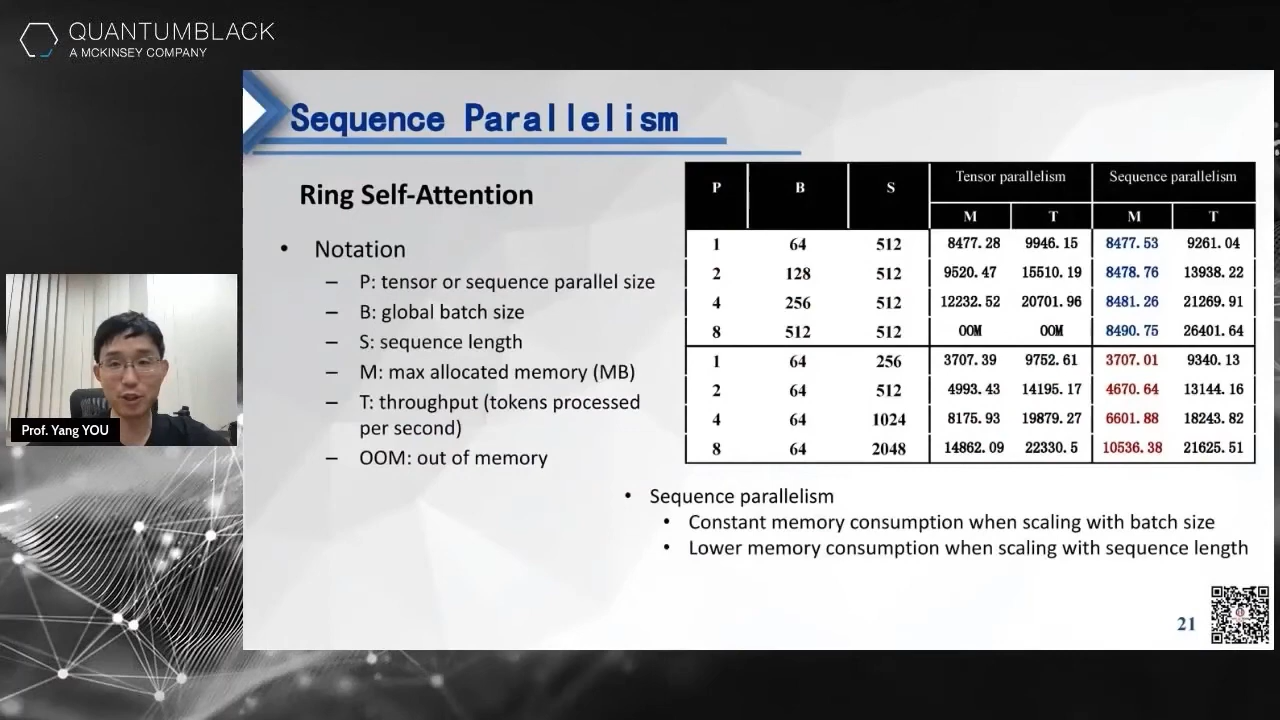 QUANTUMBLACK
A MCKINSEY COMPANY
Sequence Parallelism
Ring Self-Attention
• Notation
– P: tensor or sequence parallel size
– B: global batch size
– S: sequence length
– M: max allocated memory (MB)
– T: throughput (tokens processed
per second)
– OOM: out of memory
P B S Tensor parallelism Sequence parallelism
M T M T
1 64 512 8477.28 9946.15 8477.53 9261.04
2 128 512 9520.47 15510.19 8478.76 13938.22
4 256 512 12232.52 20701.96 8481.26 21269.91
8 512 512 OOM OOM 8490.75 26401.64
1 64 256 3707.39 9752.61 3707.01 9340.13
2 64 512 4993.43 14195.17 4670.64 13144.16
4 64 1024 8175.93 19879.27 6601.88 18243.82
8 64 2048 14862.09 22330.5 10536.38 21625.51
• Sequence parallelism
• Constant memory consumption when scaling with batch size
• Lower memory consumption when scaling with sequence length
21
Prof. Yang YOU